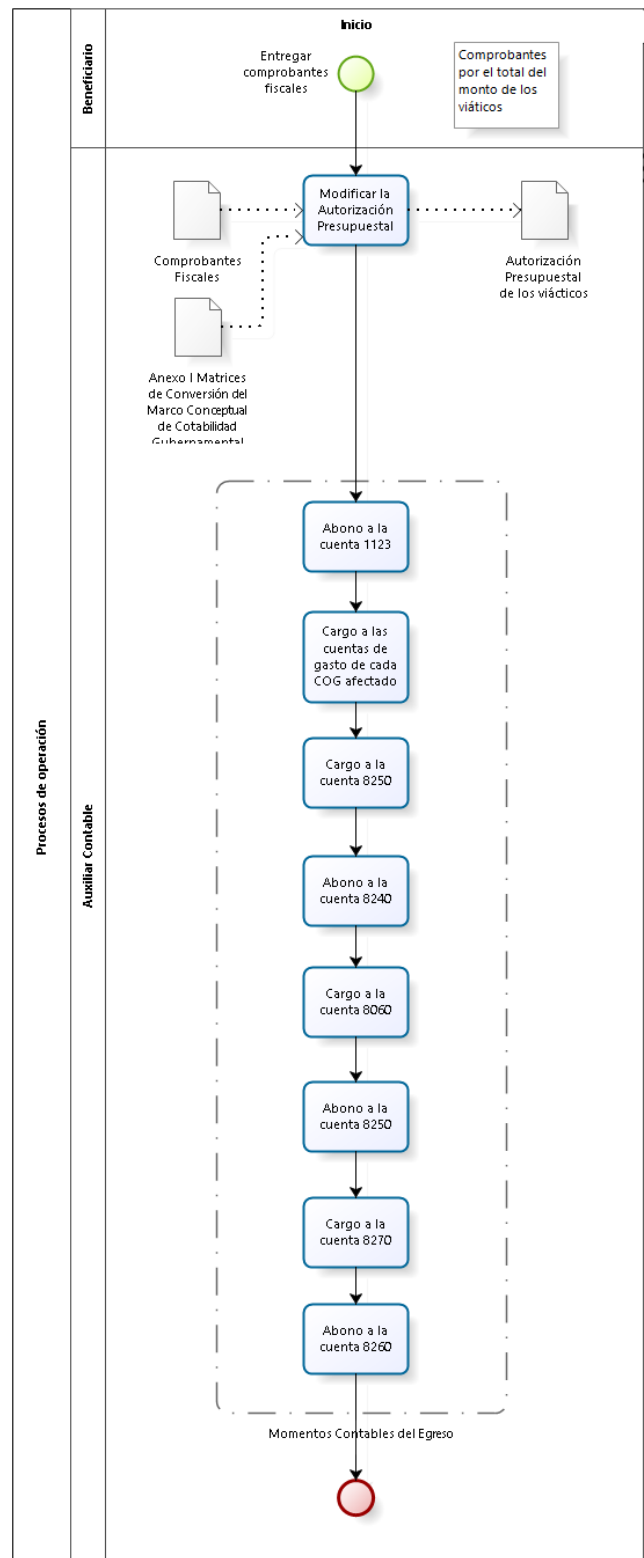 Inicio
Beneficiario
Entregar
comprobantes
fiscales
Comprobantes
por el total del
monto de los
viáticos
Procesos de operación
Auxiliar Contable
Modificar la
Autorización
Presupuestal
Comprobantes
Fiscales
Autorización
Presupuestal
de los viácticos
Anexo I Matrices
de Conversión del
Marco Conceptual
de Cotabilidad
Gubernamental
Abono a la
cuenta 1123
Cargo a las
cuentas de
gasto de cada
COG afectado
Cargo a la
cuenta 8250
Abono a la
cuenta 8240
Cargo a la
cuenta 8060
Abono a la
cuenta 8250
Cargo a la
cuenta 8270
Abono a la
cuenta 8260
Momentos Contables del Egreso